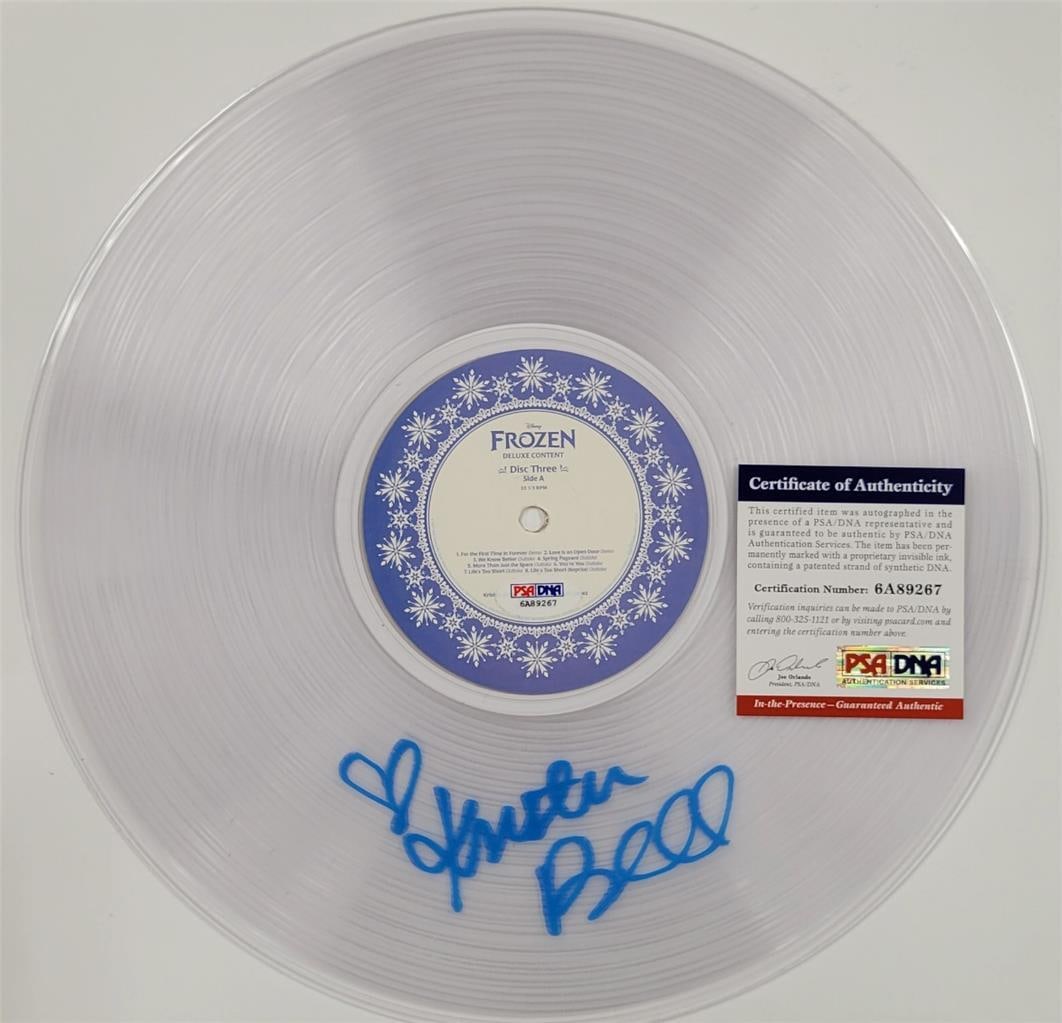 Disney
FROZEN
DELUXE CONTENT
Disc Three
Side A
33 1/3 RPM
1. For the First Time in Forever Demo 2. Love Is an Open Door Demo
3. We Know Better Outtake 4. Spring Pageant Outtake
5. More Than Just the Spare Outtake 6. You're You Outtake
7. Life's Too Short Outtake 8. Life's Too Short (Reprise) Outtake
PSA DNA
6A89267
Certificate of Authenticity
This certified item was autographed in the
presence of a PSA/DNA representative and
is guaranteed to be authentic by PSA/DNA
Authentication Services. The item has been per-
manently marked with a proprietary invisible ink,
containing a patented strand of synthetic DNA.
Certification Number: 6A89267
Verification inquiries can be made to PSA/DNA by
calling 800-325-1121 or by visiting psacard.com and
entering the certification number above.
Joe Orlando
President, PSA/DNA
PSA DNA
AUTHENTICATION SERVICES
In-the-Presence—Guaranteed Authentic
Kristen
Bell